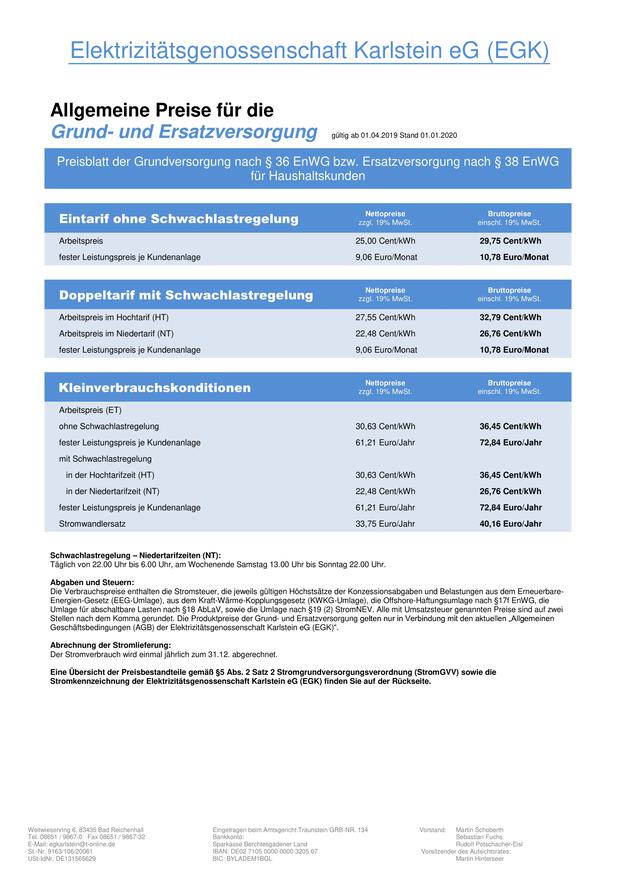 Elektrizitätsgenossenschaft Karlstein eG (EGK)
Allgemeine Preise für die
Grund- und Ersatzversorgung gültig ab 01.04.2019 Stand 01.01.2020
Preisblatt der Grundversorgung nach § 36 EnWG bzw. Ersatzversorgung nach § 38 EnWG
für Haushaltskunden
Eintarif ohne Schwachlastregelung Nettopreise zzgl. 19% MwSt. Bruttopreise einschl. 19% MwSt.
Arbeitspreis 25,00 Cent/kWh 29,75 Cent/kWh
fester Leistungspreis je Kundenanlage 9,06 Euro/Monat 10,78 Euro/Monat
Doppeltarif mit Schwachlastregelung Nettopreise zzgl. 19% MwSt. Bruttopreise einschl. 19% MwSt.
Arbeitspreis im Hochtarif (HT) 27,55 Cent/kWh 32,79 Cent/kWh
Arbeitspreis im Niedertarif (NT) 22,48 Cent/kWh 26,76 Cent/kWh
fester Leistungspreis je Kundenanlage 9,06 Euro/Monat 10,78 Euro/Monat
Kleinverbrauchskonditionen Nettopreise zzgl. 19% MwSt. Bruttopreise einschl. 19% MwSt.
Arbeitspreis (ET)
ohne Schwachlastregelung 30,63 Cent/kWh 36,45 Cent/kWh
fester Leistungspreis je Kundenanlage 61,21 Euro/Jahr 72,84 Euro/Jahr
mit Schwachlastregelung
in der Hochtarifzeit (HT) 30,63 Cent/kWh 36,45 Cent/kWh
in der Niedertarifzeit (NT) 22,48 Cent/kWh 26,76 Cent/kWh
fester Leistungspreis je Kundenanlage 61,21 Euro/Jahr 72,84 Euro/Jahr
Stromwandlersatz 33,75 Euro/Jahr 40,16 Euro/Jahr
Schwachlastregelung – Niedertarifzeiten (NT):
Täglich von 22.00 Uhr bis 6.00 Uhr, am Wochenende Samstag 13.00 Uhr bis Sonntag 22.00 Uhr.
Abgaben und Steuern:
Die Verbrauchspreise enthalten die Stromsteuer, die jeweils gültigen Höchstsätze der Konzessionsabgaben und Belastungen aus dem Erneuerbare-
Energien-Gesetz (EEG-Umlage), aus dem Kraft-Wärme-Kopplungsgesetz (KWKG-Umlage), die Offshore-Haftungsumlage nach §17f EnWG, die
Umlage für abschaltbare Lasten nach §18 AbLaV, sowie die Umlage nach §19 (2) StromNEV. Alle mit Umsatzsteuer genannten Preise sind auf zwei
Stellen nach dem Komma gerundet. Die Produktpreise der Grund- und Ersatzversorgung gelten nur in Verbindung mit den aktuellen „Allgemeinen
Geschäftsbedingungen (AGB) der Elektrizitätsgenossenschaft Karlstein eG (EGK)".
Abrechnung der Stromlieferung:
Der Stromverbrauch wird einmal jährlich zum 31.12. abgerechnet.
Eine Übersicht der Preisbestandteile gemäß §5 Abs. 2 Satz 2 Stromgrundversorgungsverordnung (StromGVV) sowie die
Stromkennzeichnung der Elektrizitätsgenossenschaft Karlstein eG (EGK) finden Sie auf der Rückseite.
Weitwiesenring 6, 83435 Bad Reichenhall
Tel. 08651 / 9867-0 Fax 08651 / 9867-32
E-Mail: egkarlstein@t-online.de
St.-Nr. 9163/106/20061
USt-IdNr. DE131565629
Eingetragen beim Amtsgericht Traunstein GRB-NR. 134
Bankkonto:
Sparkasse Berchtesgadener Land
IBAN: DE02 7105 0000 0000 3205 07
BIC: BYLADEM1BGL
Vorstand: Martin Schoberth
Sebastian Fuchs
Rudolf Potschacher-Eisl
Vorsitzender des Aufsichtsrates:
Martin Hinterseer